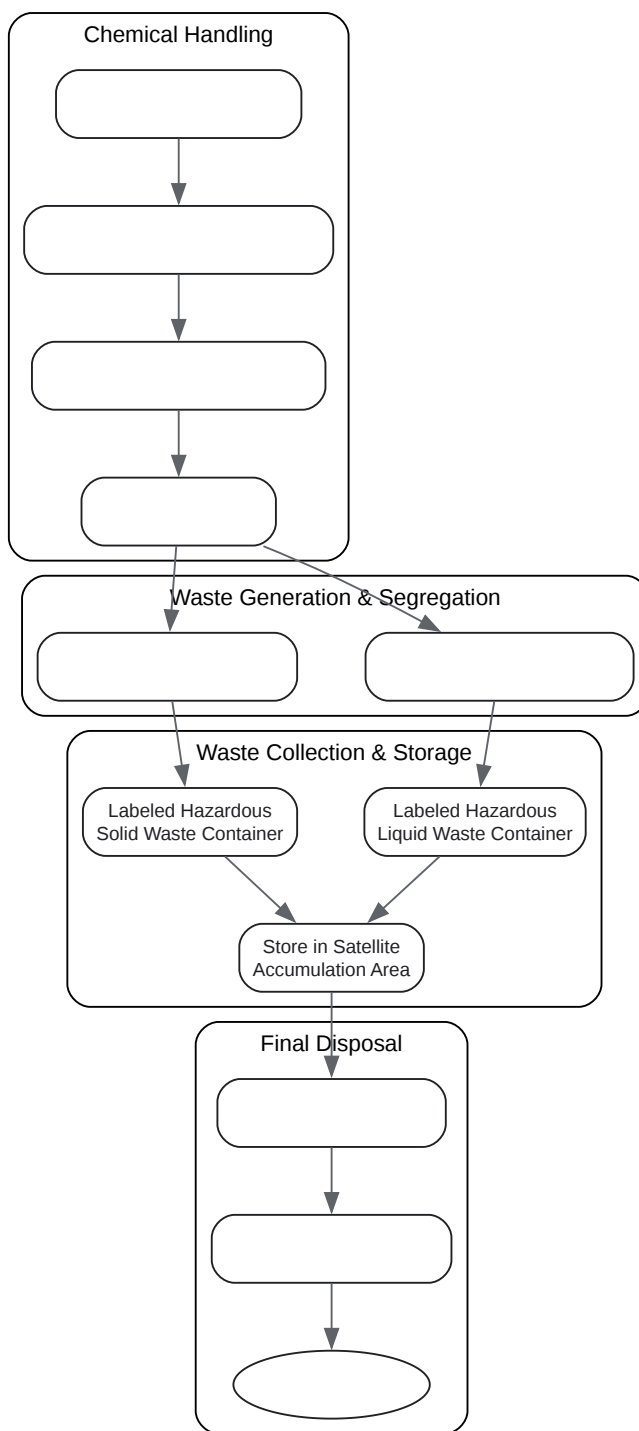 Chemical Handling
Waste Generation & Segregation
Waste Collection & Storage
Labeled Hazardous
Solid Waste Container
Labeled Hazardous
Liquid Waste Container
Store in Satellite
Accumulation Area
Final Disposal